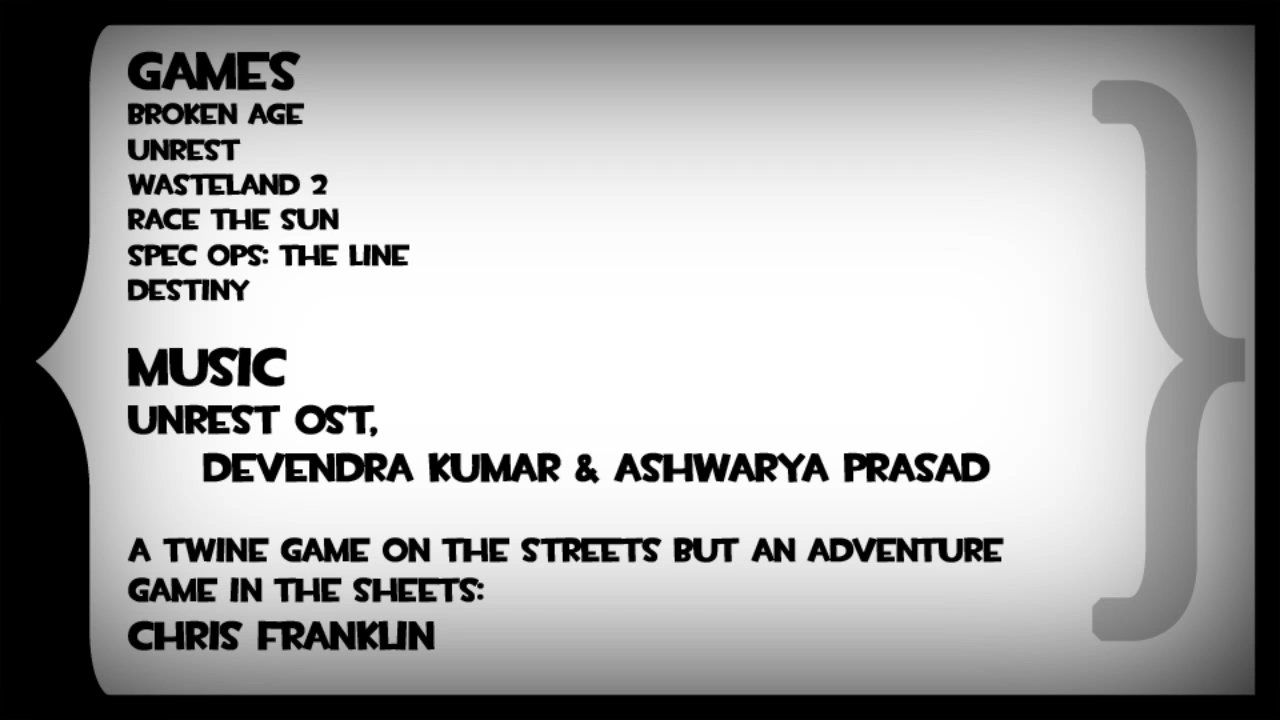 GAMES
BROKEN AGE
UNREST
WASTELAND 2
RACE THE SUN
SPEC OPS: THE LINE
DESTINY
MUSIC
UNREST OST,
DEVENDRA KUMAR & ASHWARYA PRASAD
A TWINE GAME ON THE STREETS BUT AN ADVENTURE
GAME IN THE SHEETS:
CHRIS FRANKLIN